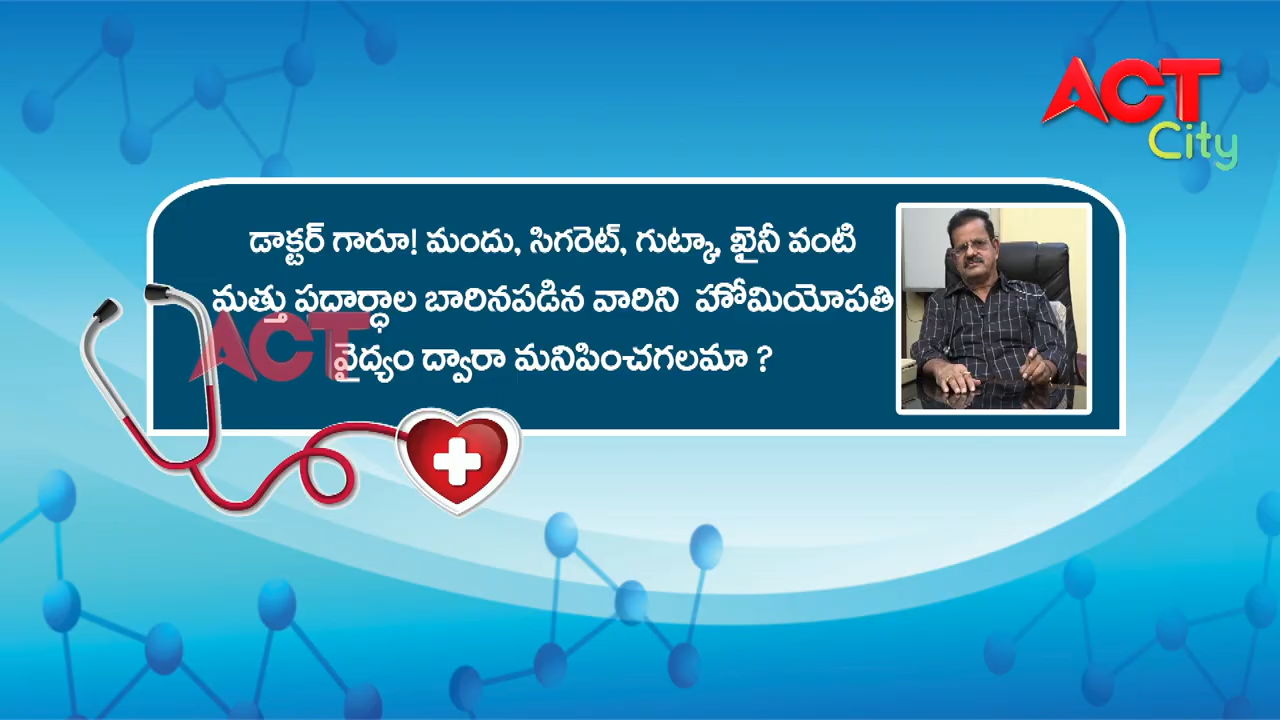 ACT
City
డాక్టర్ గారూ! మందు, సిగరెట్, గుట్కా, ఖైనీ వంటి
మత్తు పదార్ధాల బారినపడిన వారిని హోమియోపతి
వైద్యం ద్వారా మనిపించగలమా ?
ACT